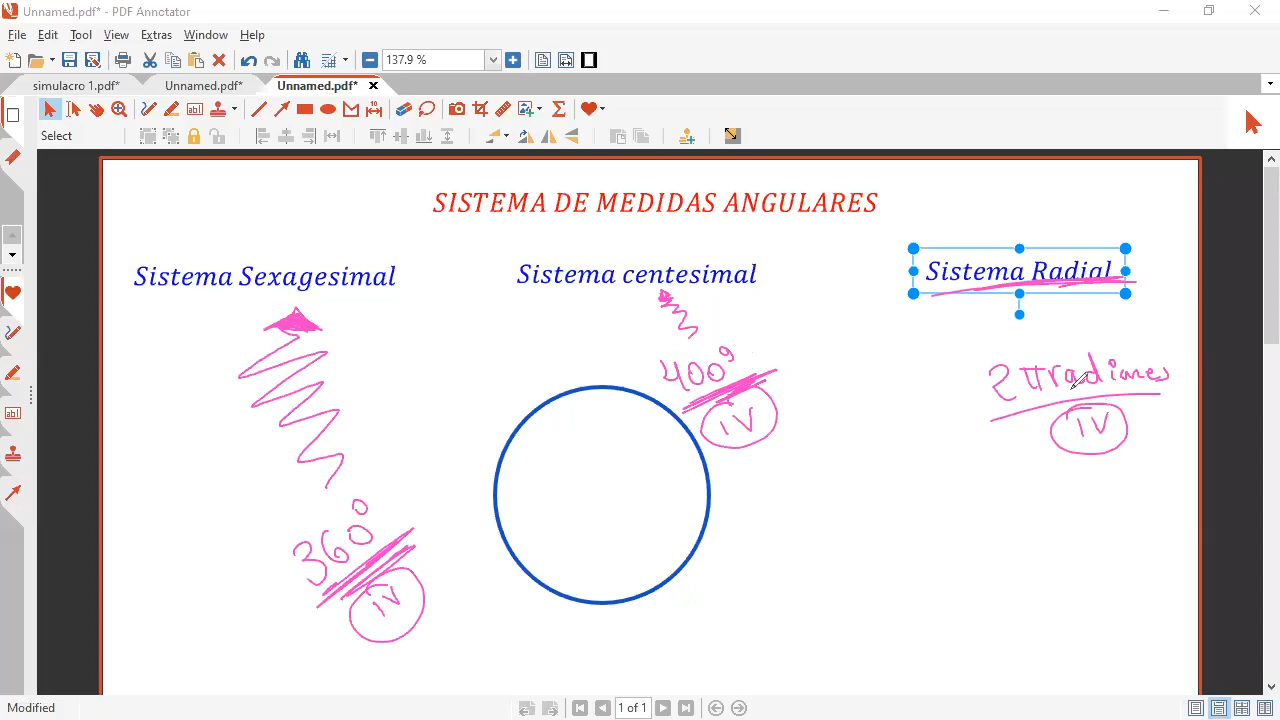 Unnamed.pdf* - PDF Annotator
File Edit Tool View Extras Window Help
137.9 %
simulacro 1.pdf* Unnamed.pdf* Unnamed.pdf*
10
Select
SISTEMA DE MEDIDAS ANGULARES
Sistema Sexagesimal Sistema centesimal Sistema Radial
400g
2πradianes
1V
1V
360°
1V
Modified
1 of 1